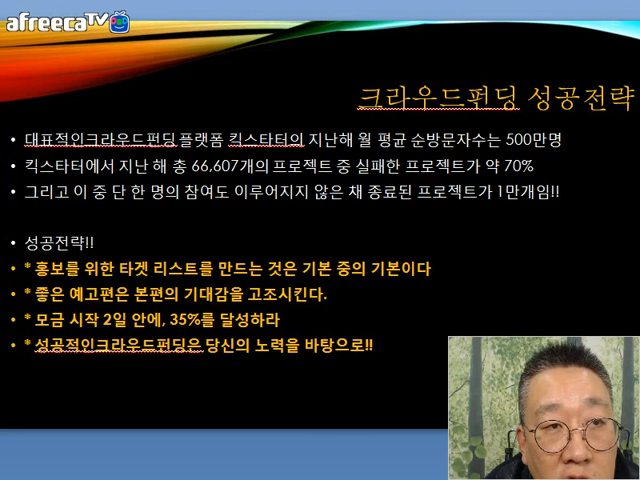 afreecaTV
크라우드펀딩 성공전략
• 대표적인크라우드펀딩플랫폼 킥스타터의 지난해 월 평균 순방문자수는 500만명
• 킥스타터에서 지난 해 총 66,607개의 프로젝트 중 실패한 프로젝트가 약 70%
• 그리고 이 중 단 한 명의 참여도 이루어지지 않은 채 종료된 프로젝트가 1만개임!!
• 성공전략!!
• * 홍보를 위한 타겟 리스트를 만드는 것은 기본 중의 기본이다
• * 좋은 예고편은 본편의 기대감을 고조시킨다.
• * 모금 시작 2일 안에, 35%를 달성하라
• * 성공적인크라우드펀딩은 당신의 노력을 바탕으로!!